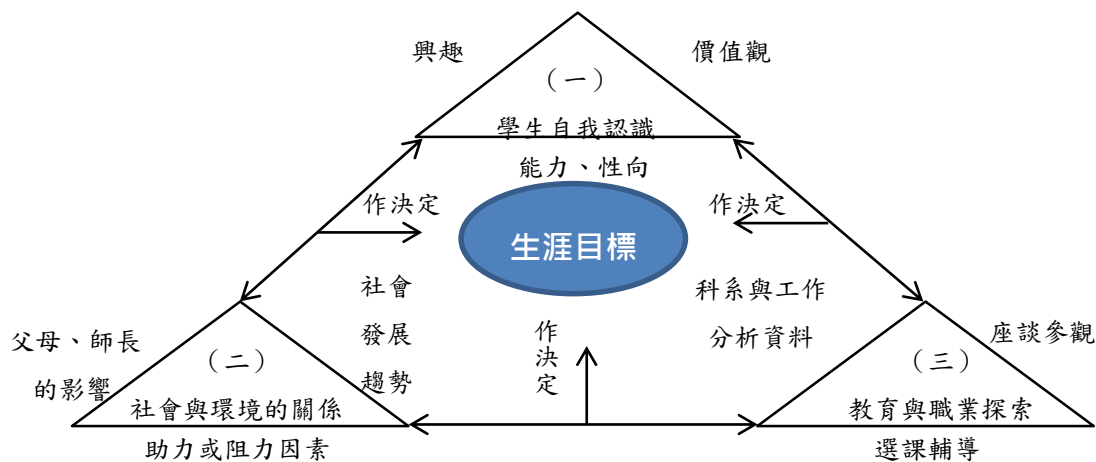 興趣
價值觀
（一）
學生自我認識
能力、性向
作決定
作決定
生涯目標
社會
發展
趨勢
科系與工作
分析資料
作
決
定
父母、師長
的影響
（二）
社會與環境的關係
助力或阻力因素
座談參觀
（三）
教育與職業探索
選課輔導